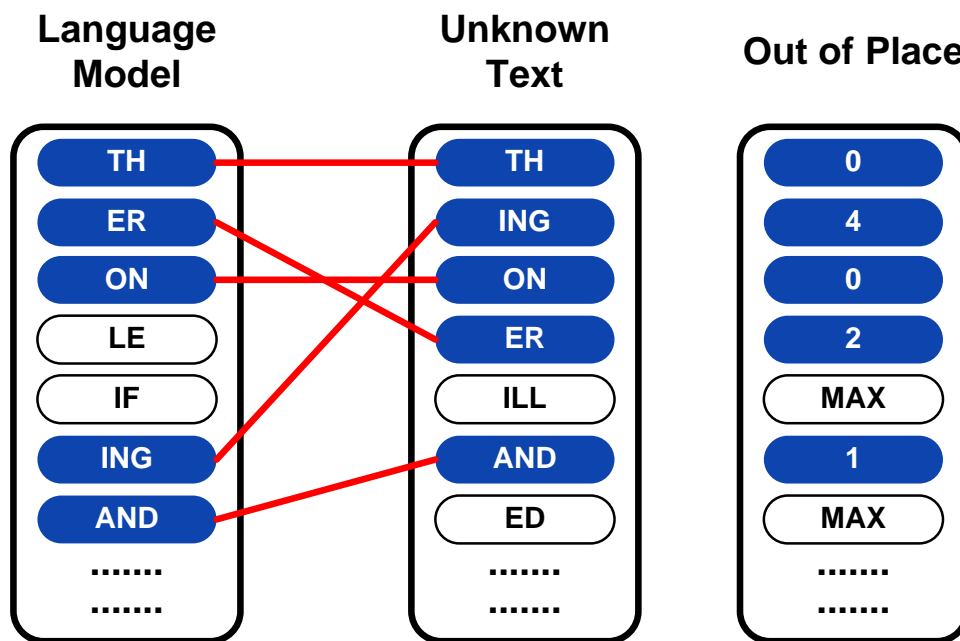 Language
Model
Unknown
Text
Out of Place
TH
TH
0
ER
ING
4
ON
ON
0
LE
ER
2
IF
ILL
MAX
ING
AND
1
AND
ED
MAX
.......
.......
.......
.......
.......
.......